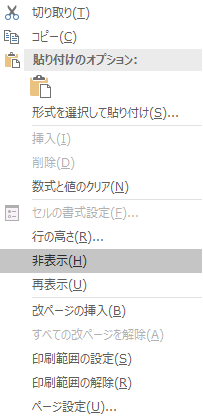 切り取り(T)
コピー(C)
貼り付けのオプション:
形式を選択して貼り付け(S)...
挿入(I)
削除(D)
数式と値のクリア(N)
セルの書式設定(F)...
行の高さ(R)...
非表示(H)
再表示(U)
改ページの挿入(B)
すべての改ページを解除(A)
印刷範囲の設定(S)
印刷範囲の解除(R)
ページ設定(U)...